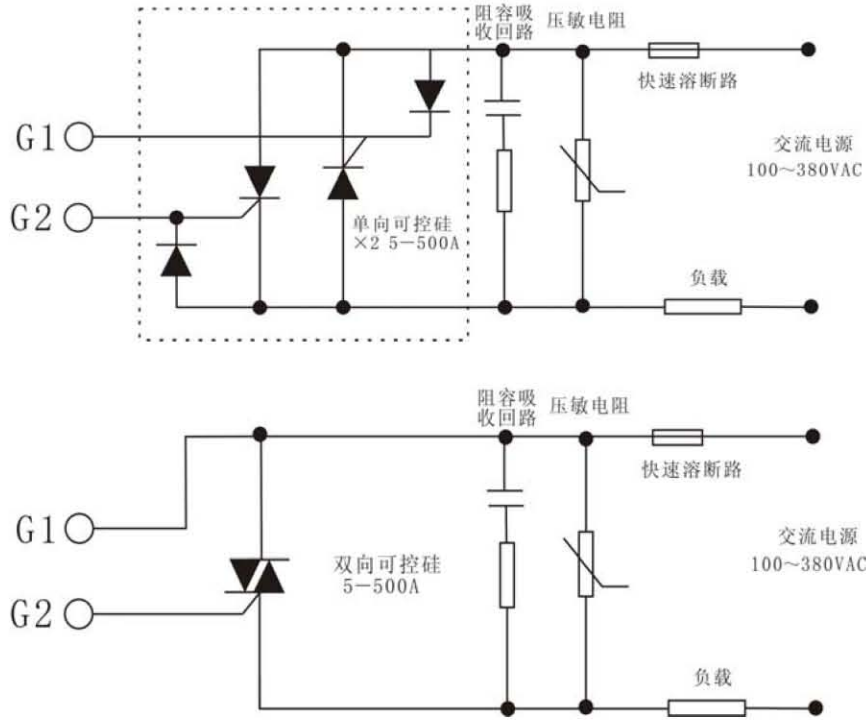 阻容吸
收回路
压敏电阻
快速溶断路
G1
交流电源
100～380VAC
G2
单向可控硅
×2 5－500A
负载
阻容吸
收回路
压敏电阻
快速溶断路
G1
交流电源
100～380VAC
双向可控硅
5－500A
G2
负载